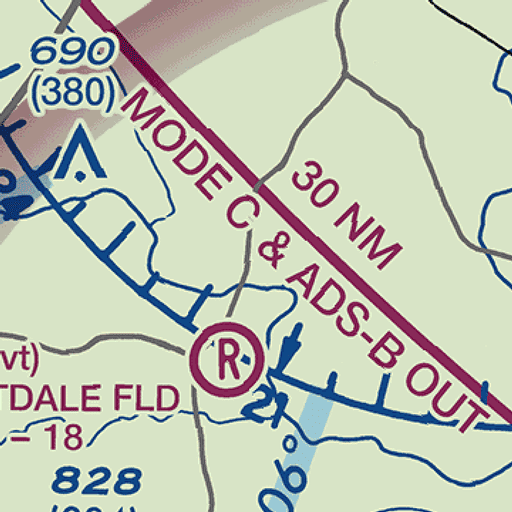 690
(380)
MODE C & ADS-B OUT
30 NM
R
vt)
TDALE FLD
– 18
21
828
06°